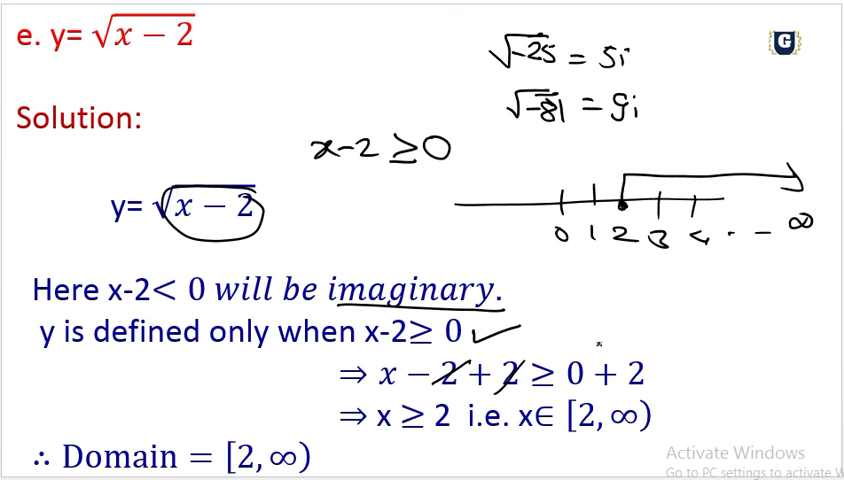 e. y= √x − 2
√-25 = 5i
G
√-81 = 9i
Solution:
x-2 ≥0
y= √x − 2
0 1 2 3 4 . - ∞
Here x-2< 0 will be imaginary.
y is defined only when x-2≥ 0 ✓
⇒ x − 2 + 2 ≥ 0 + 2
⇒ x ≥ 2 i.e. x∈ [2, ∞)
∴ Domain = [2, ∞)
Activate Windows
Go to PC settings to activate W